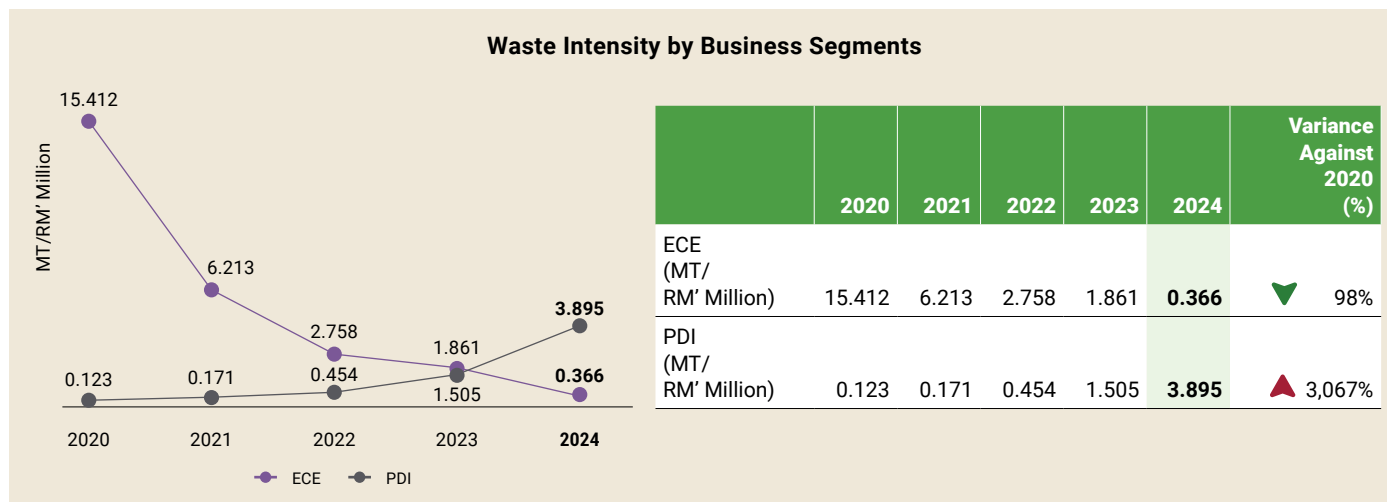 Waste Intensity by Business Segments
MT/RM’ Million
15.412
6.213
2.758
1.861
0.366
0.123
0.171
0.454
1.505
3.895
2020 2021 2022 2023 2024
ECE PDI
Variance
Against
2020
2020 2021 2022 2023 2024 (%)
ECE
(MT/
RM’ Million) 15.412 6.213 2.758 1.861 0.366 98%
PDI
(MT/
RM’ Million) 0.123 0.171 0.454 1.505 3.895 3,067%